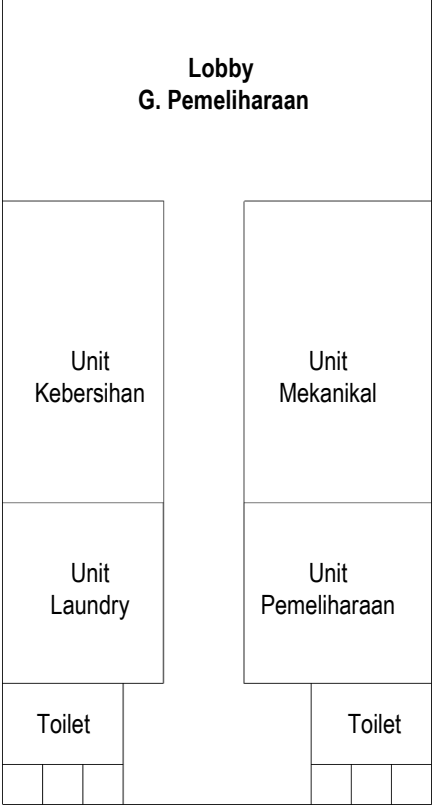 Lobby
G. Pemeliharaan
Unit
Kebersihan
Unit
Mekanikal
Unit
Laundry
Unit
Pemeliharaan
Toilet
Toilet